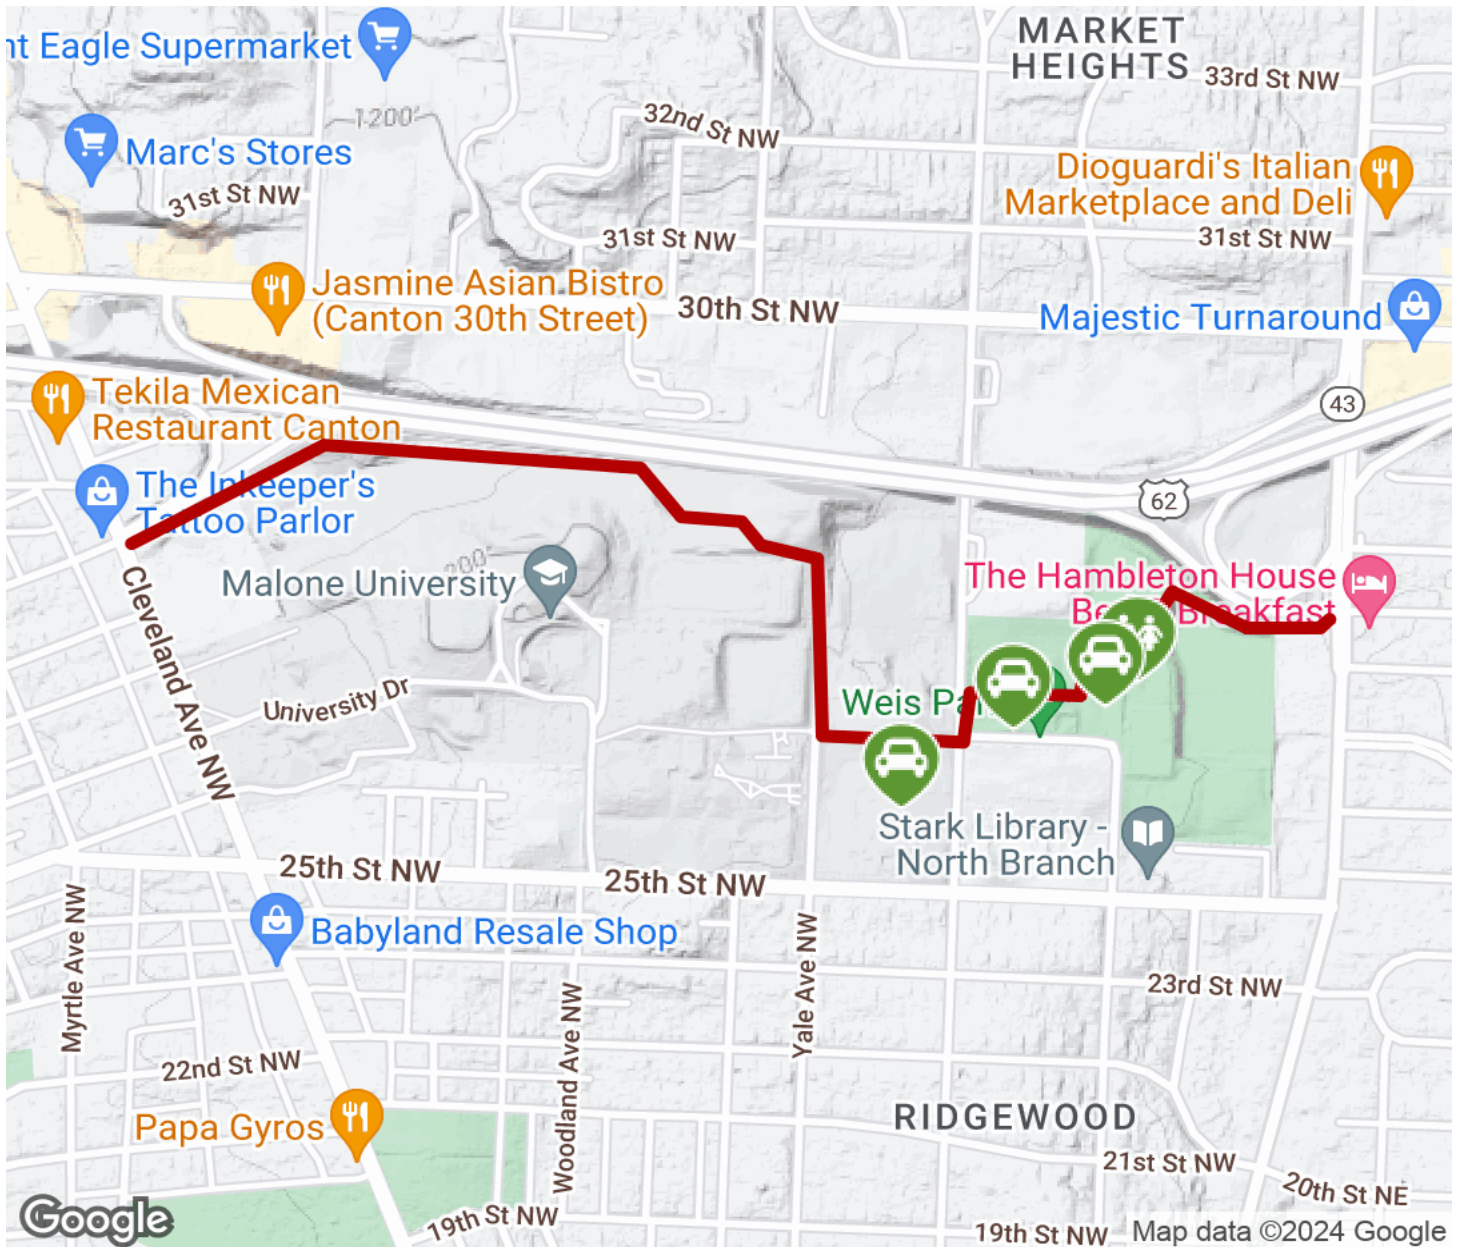 MARKET
HEIGHTS
nt Eagle Supermarket
33rd St NW
1200'
32nd St NW
Marc's Stores
Dioguardi's Italian
Marketplace and Deli
31st St NW
31st St NW
31st St NW
Jasmine Asian Bistro
(Canton 30th Street)
30th St NW
Majestic Turnaround
Tekila Mexican
Restaurant Canton
43
The Inkeeper's
Tattoo Parlor
62
Malone University
The Hambleton House
Cleveland Ave NW
University Dr
Weis
Stark Library -
North Branch
25th St NW
25th St NW
Myrtle Ave NW
Babyland Resale Shop
Yale Ave NW
23rd St NW
Woodland Ave NW
22nd St NW
Papa Gyros
RIDGEWOOD
21st St NW
20th St NE
19th St NW
19th St NW
Google
Map data ©2024 Google